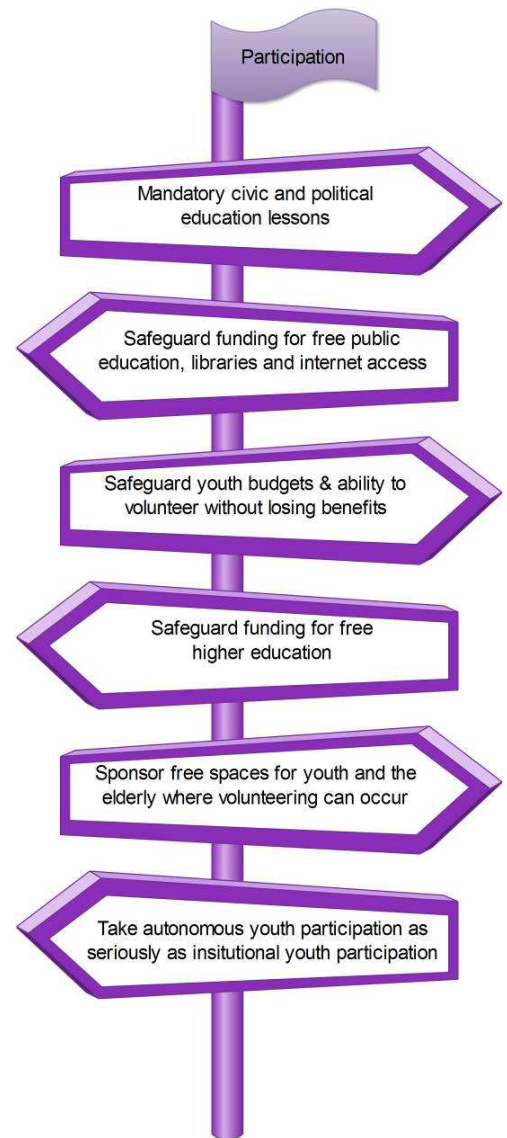 Participation
Mandatory civic and political
education lessons
Safeguard funding for free public
education, libraries and internet access
Safeguard youth budgets & ability to
volunteer without losing benefits
Safeguard funding for free
higher education
Sponsor free spaces for youth and the
elderly where volunteering can occur
Take autonomous youth participation as
seriously as insitutional youth participation